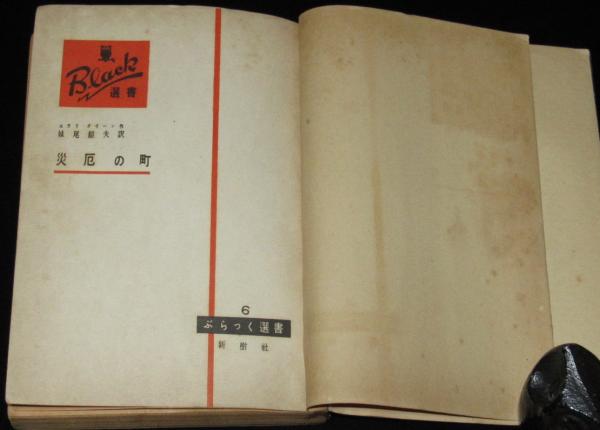 Black
選書
エラリ クイーン 作
妹尾韶夫訳
災厄の町
6
ぶらっく選書
新樹社